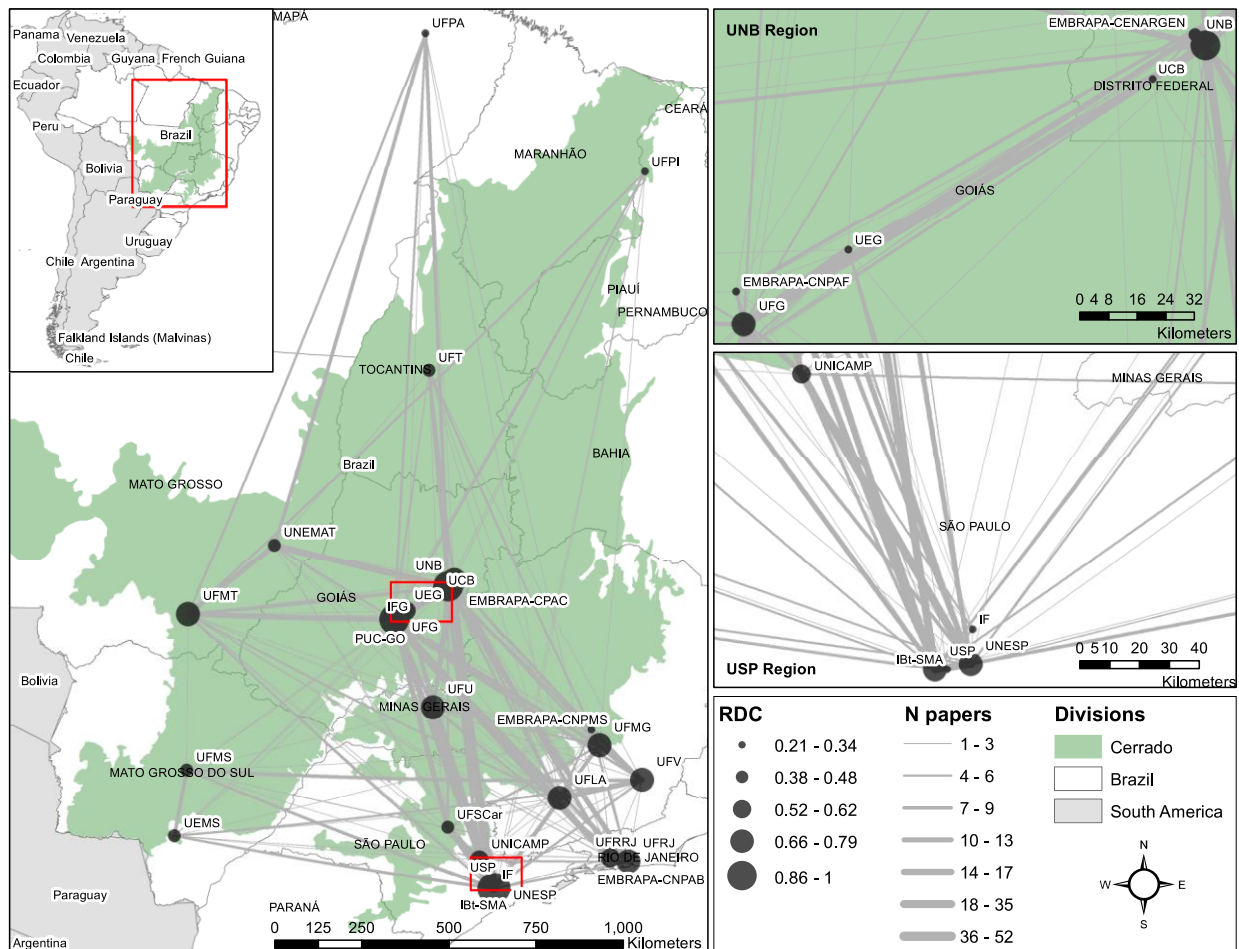 MAPÁ
Panama
Venezuela
Guyana
French Guiana
Colombia
Ecuador
Peru
Brazil
Bolivia
Paraguay
Uruguay
Chile
Argentina
Falkland Islands (Malvinas)
Chile
UFPA
CEARÁ
MARANHÃO
UFPI
PIAUÍ
PERNAMBUCO
UFT
TOCANTINS
BAHIA
Brazil
MATO GROSSO
UNEMAT
UNB
UCB
UEG
EMBRAPA-CPAC
UFMT
GOIÁS
IFG
UFG
PUC-GO
Bolivia
UFU
MINAS GERAIS
EMBRAPA-CNPMS
UFMG
UFMS
MATO GROSSO DO SUL
UFV
UFLA
UEMS
UFSCar
SÃO PAULO
UNICAMP
UFRRJ
UFRJ
RIO DE JANEIRO
USP
IF
EMBRAPA-CNPAB
UNESP
IBt-SMA
Paraguay
PARANÁ
0 125 250 500 750 1,000
Kilometers
Argentina
UNB Region
EMBRAPA-CENARGEN
UNB
UCB
DISTRITO FEDERAL
GOIÁS
UEG
EMBRAPA-CNPAF
UFG
0 4 8 16 24 32
Kilometers
UNICAMP
MINAS GERAIS
SÃO PAULO
IF
USP
UNESP
IBt-SMA
USP Region
0 5 10 20 30 40
Kilometers
RDC
0.21 - 0.34
0.38 - 0.48
0.52 - 0.62
0.66 - 0.79
0.86 - 1
N papers
1 - 3
4 - 6
7 - 9
10 - 13
14 - 17
18 - 35
36 - 52
Divisions
Cerrado
Brazil
South America
N
W
E
S